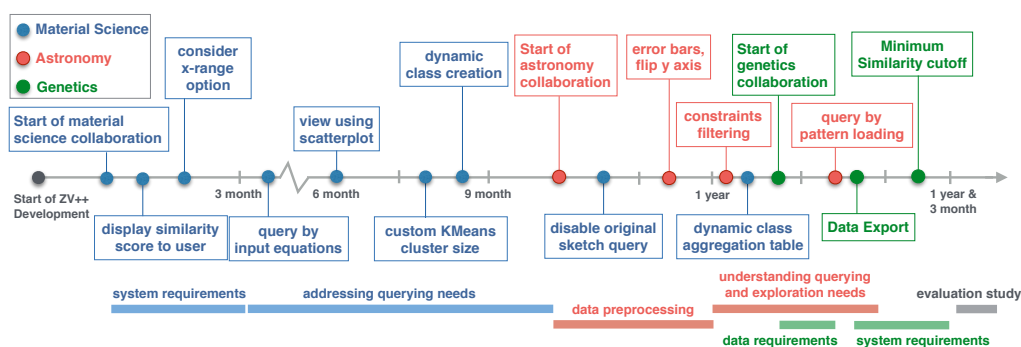 Material Science
Astronomy
Genetics
consider
x-range
option
dynamic
class creation
Start of
astronomy
collaboration
error bars,
flip y axis
Start of
genetics
collaboration
Minimum
Similarity cutoff
Start of material
science collaboration
view using
scatterplot
constraints
filtering
query by
pattern loading
Start of ZV++
Development
3 month
6 month
9 month
1 year
1 year &
3 month
display similarity
score to user
query by
input equations
custom KMeans
cluster size
disable original
sketch query
dynamic class
aggregation table
Data Export
system requirements
addressing querying needs
data preprocessing
understanding querying
and exploration needs
data requirements
system requirements
evaluation study